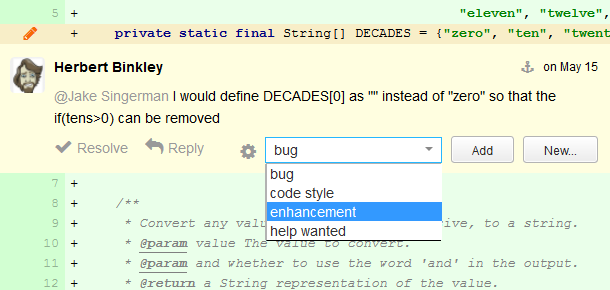 5 + "eleven", "twelve",
+ private static final String[] DECADES = {"zero", "ten", "twent
Herbert Binkley on May 15
@Jake Singerman I would define DECADES[0] as "" instead of "zero" so that the
if(tens>0) can be removed
Resolve Reply bug Add New...
bug
code style
enhancement
help wanted
7 +
8 + /**
9 + * Convert any valu ive, to a string.
10 + * @param value The value to convert.
11 + * @param and whether to use the word 'and' in the output.
12 + * @return a String representation of the value.